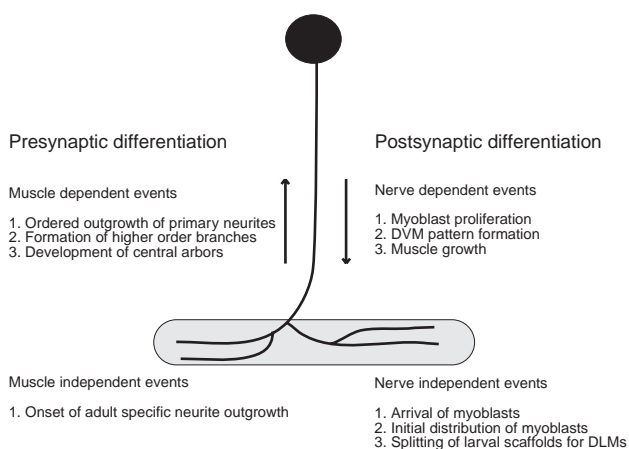 Presynaptic differentiation
Muscle dependent events
1. Ordered outgrowth of primary neurites
2. Formation of higher order branches
3. Development of central arbors
Postsynaptic differentiation
Nerve dependent events
1. Myoblast proliferation
2. DVM pattern formation
3. Muscle growth
Muscle independent events
1. Onset of adult specific neurite outgrowth
Nerve independent events
1. Arrival of myoblasts
2. Initial distribution of myoblasts
3. Splitting of larval scaffolds for DLMs